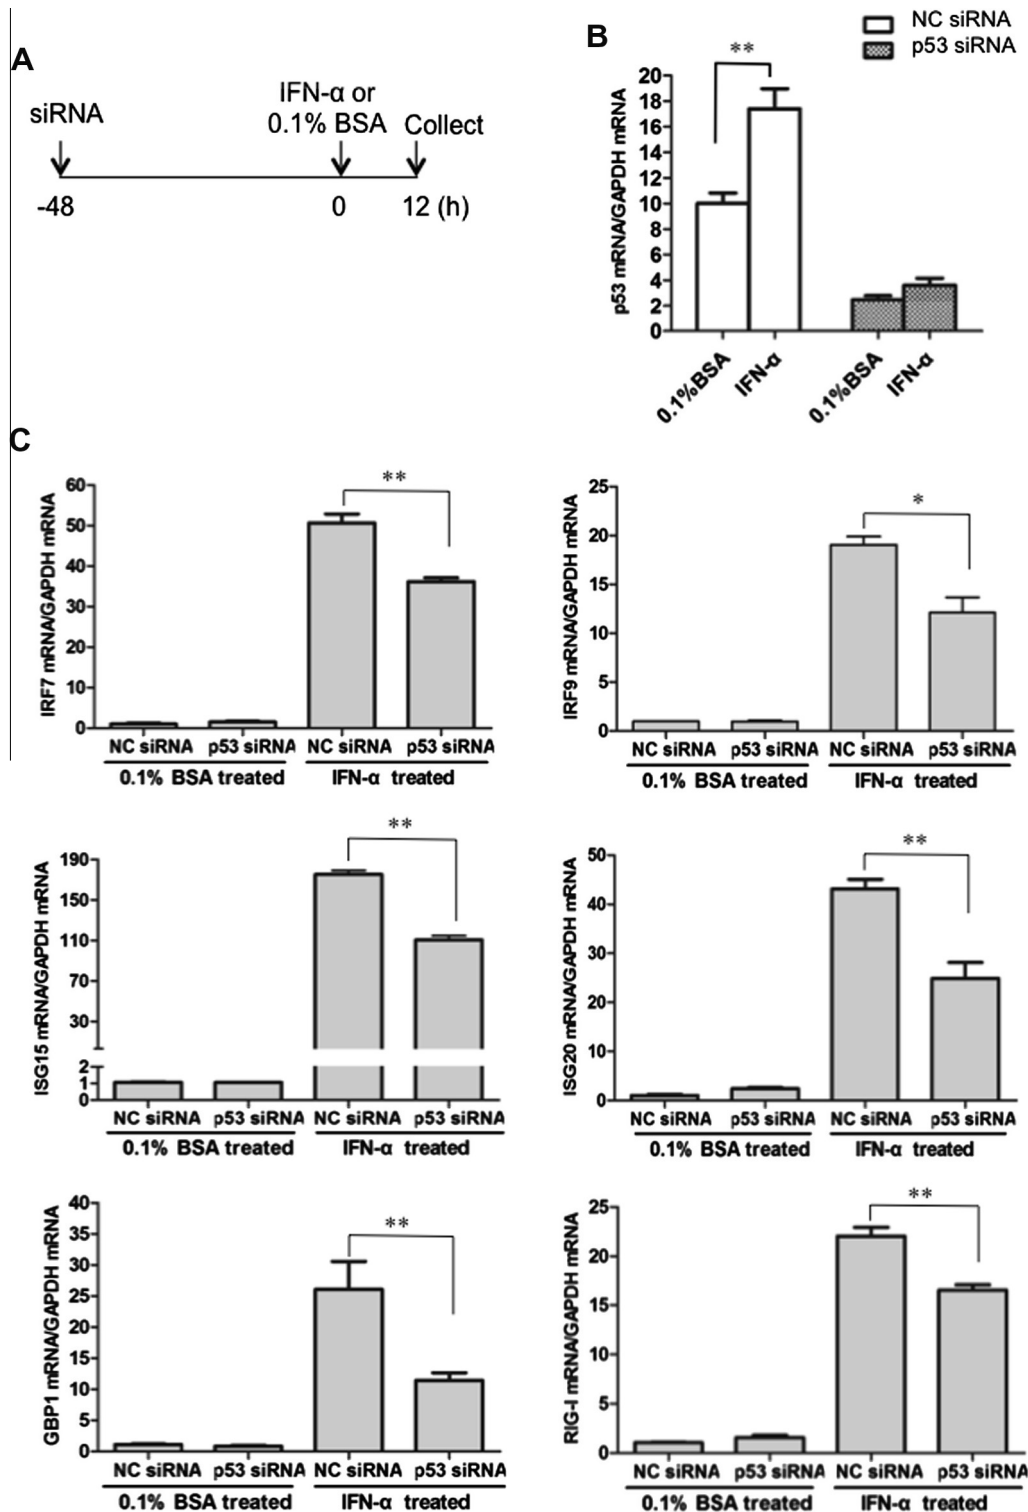 A
siRNA
IFN-α or
0.1% BSA
Collect
-48
0
12 (h)
B
NC siRNA
p53 siRNA
**
p53 mRNA/GAPDH mRNA
20
18
16
14
12
10
8
6
4
2
0
0.1%BSA
IFN-α
0.1%BSA
IFN-α
C
**
IRF7 mRNA/GAPDH mRNA
60
50
40
30
20
10
0
NC siRNA p53 siRNA NC siRNA p53 siRNA
0.1% BSA treated IFN-α treated
*
IRF9 mRNA/GAPDH mRNA
25
20
15
10
5
0
NC siRNA p53 siRNA NC siRNA p53 siRNA
0.1% BSA treated IFN-α treated
**
ISG15 mRNA/GAPDH mRNA
190
150
110
70
30
2
1
0
NC siRNA p53 siRNA NC siRNA p53 siRNA
0.1% BSA treated IFN-α treated
**
ISG20 mRNA/GAPDH mRNA
50
40
30
20
10
0
NC siRNA p53 siRNA NC siRNA p53 siRNA
0.1% BSA treated IFN-α treated
**
GBP1 mRNA/GAPDH mRNA
40
35
30
25
20
15
10
5
0
NC siRNA p53 siRNA NC siRNA p53 siRNA
0.1% BSA treated IFN-α treated
**
RIG-I mRNA/GAPDH mRNA
25
20
15
10
5
0
NC siRNA p53 siRNA NC siRNA p53 siRNA
0.1% BSA treated IFN-α treated